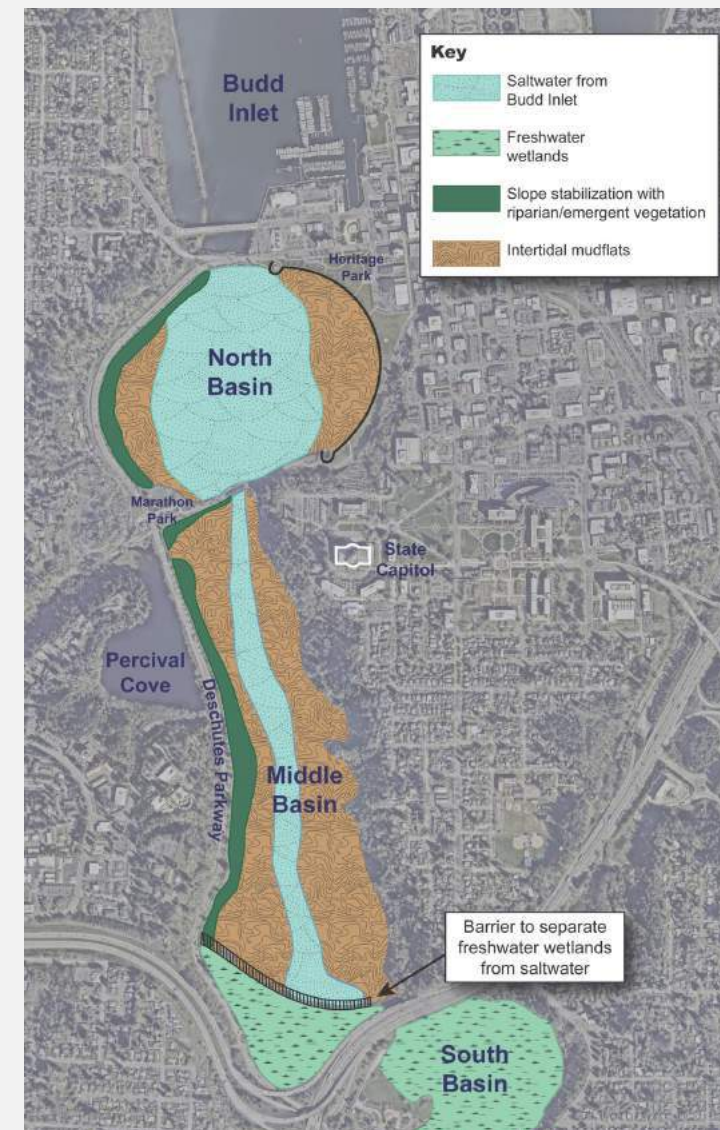 Budd
Inlet
Key
Saltwater from
Budd Inlet
Freshwater
wetlands
Slope stabilization with
riparian/emergent vegetation
Intertidal mudflats
Heritage
Park
North
Basin
Marathon
Park
State
Capitol
Percival
Cove
Deschutes Parkway
Middle
Basin
Barrier to separate
freshwater wetlands
from saltwater
South
Basin